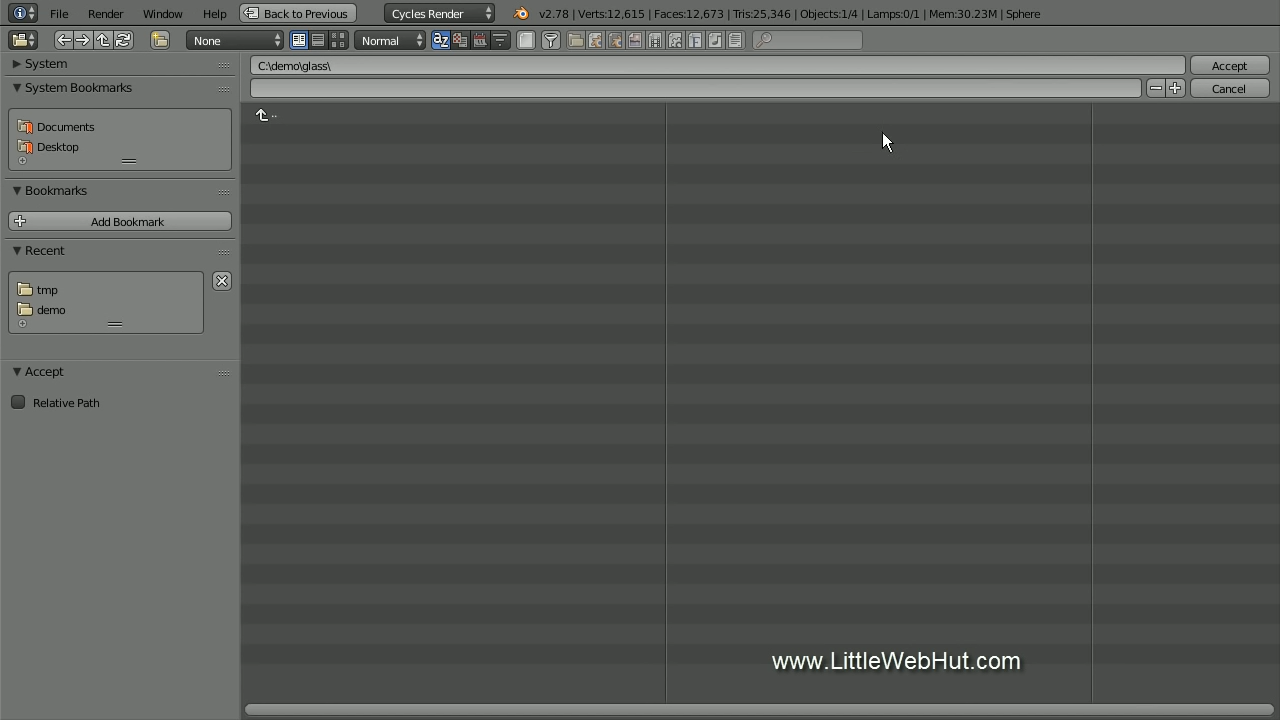 File Render Window Help Back to Previous Cycles Render v2.78 | Verts:12,615 | Faces:12,673 | Tris:25,346 | Objects:1/4 | Lamps:0/1 | Mem:30.23M | Sphere
None Normal
System
C:\demo\glass\ Accept
System Bookmarks
Cancel
..
Documents
Desktop
Bookmarks
Add Bookmark
Recent
tmp
demo
Accept
Relative Path
www.LittleWebHut.com